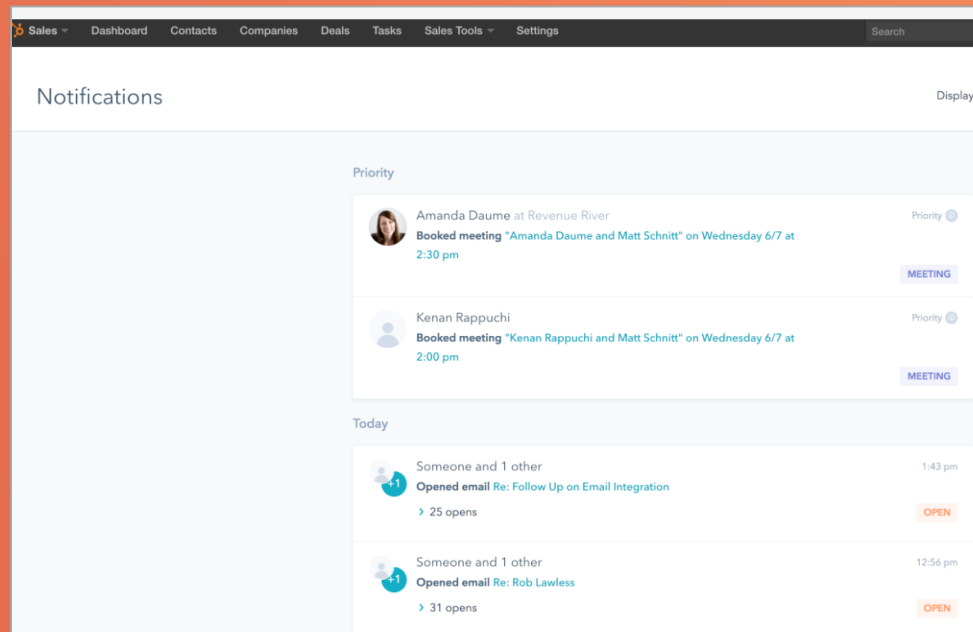 Sales Dashboard Contacts Companies Deals Tasks Sales Tools Settings Search
Notifications
Display
Priority
Amanda Daume at Revenue River
Priority
Booked meeting "Amanda Daume and Matt Schnitt" on Wednesday 6/7 at
2:30 pm
MEETING
Kenan Rappuchi
Priority
Booked meeting "Kenan Rappuchi and Matt Schnitt" on Wednesday 6/7 at
2:00 pm
MEETING
Today
Someone and 1 other
1:43 pm
+1
Opened email Re: Follow Up on Email Integration
> 25 opens
OPEN
Someone and 1 other
12:56 pm
+1
Opened email Re: Rob Lawless
> 31 opens
OPEN